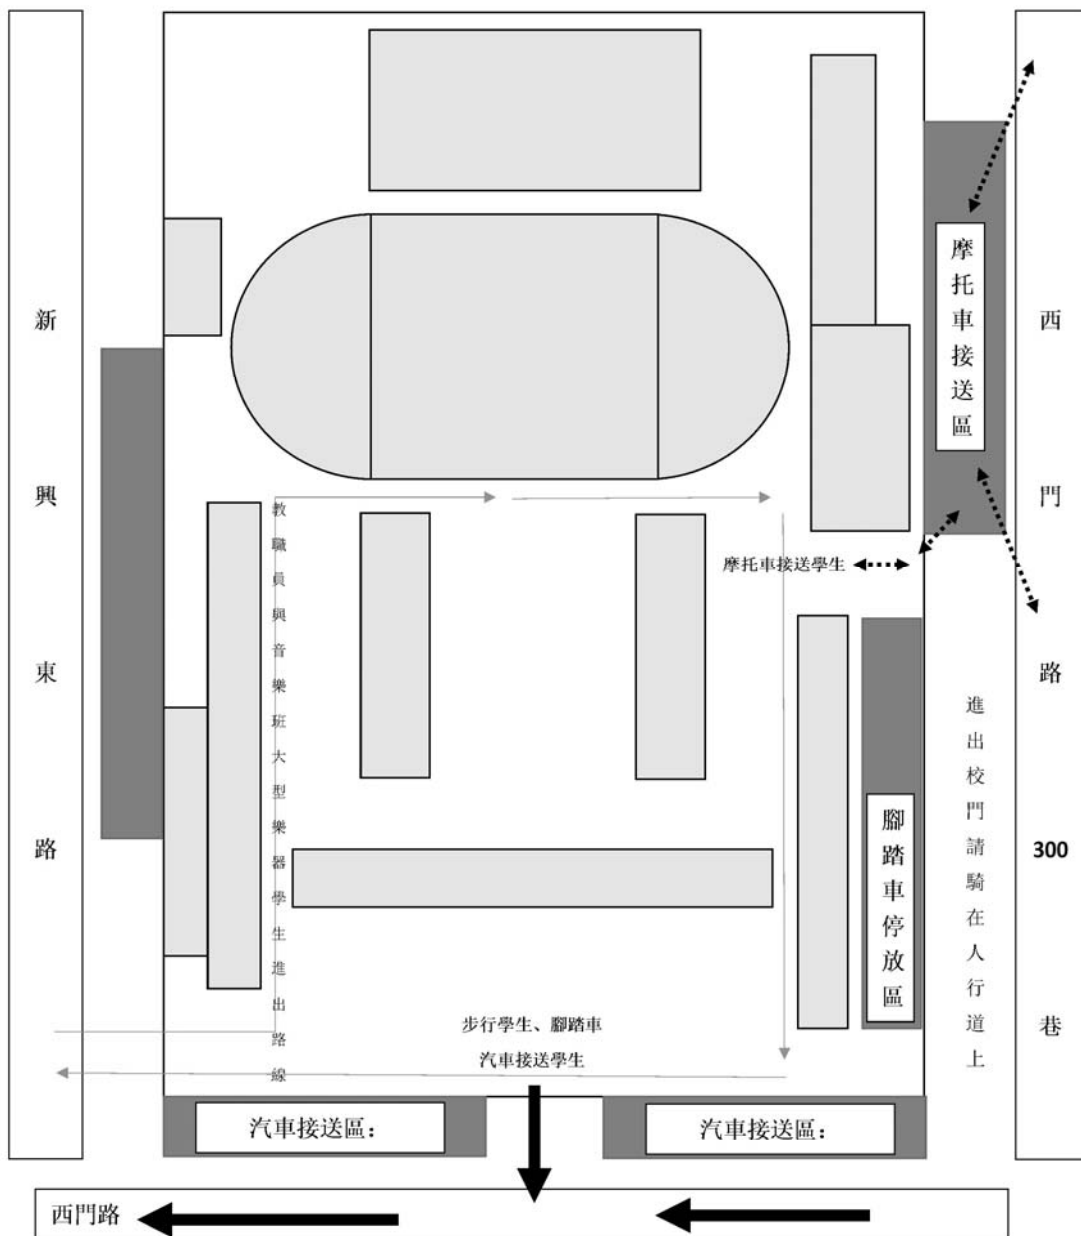 新興東路
教職員與音樂班大型樂器學生進出路線
摩托車接送區
西門路300巷
摩托車接送學生
進出校門請騎在人行道上
腳踏車停放區
步行學生、腳踏車
汽車接送學生
汽車接送區：
汽車接送區：
西門路